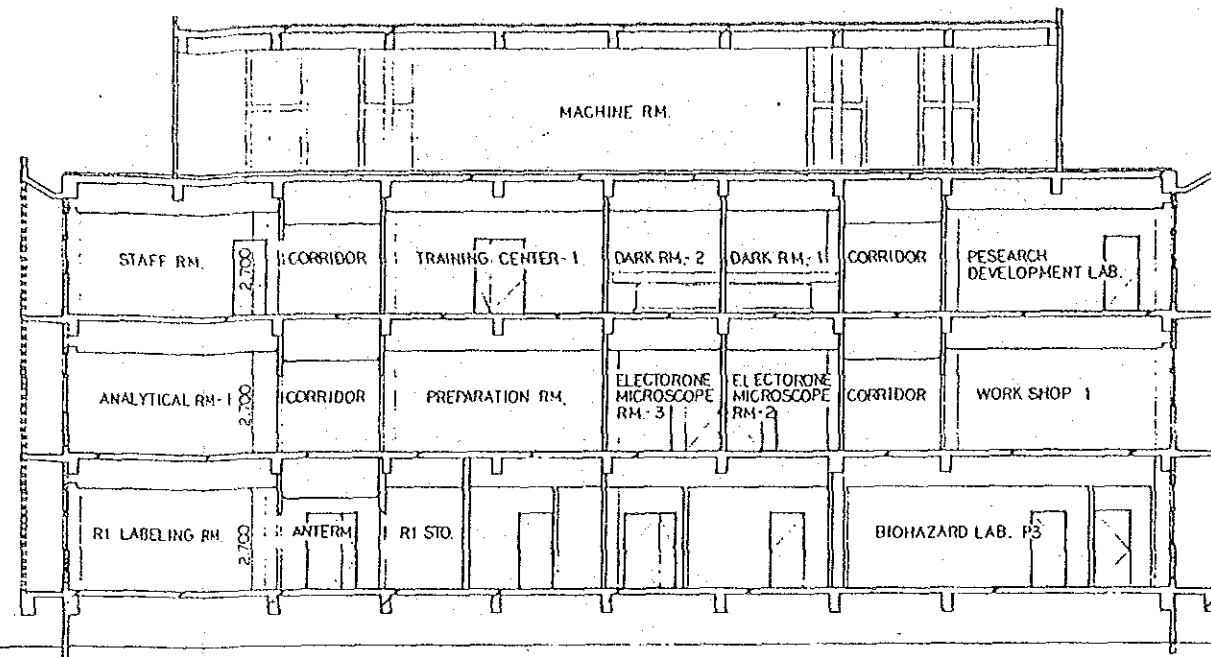 MACHINE RM.
STAFF RM.
2,700
CORRIDOR
TRAINING CENTER-1
DARK RM.-2
DARK RM.-1
CORRIDOR
PESEARCH
DEVELOPMENT LAB.
ANALYTICAL RM-1
2,700
CORRIDOR
PREPARATION RM.
ELECTORONE
MICROSCOPE
RM.-3
ELECTORONE
MICROSCOPE
RM-2
CORRIDOR
WORK SHOP 1
R1 LABELING RM.
2,700
ANTERM
R1 STO.
BIOHAZARD LAB. P3